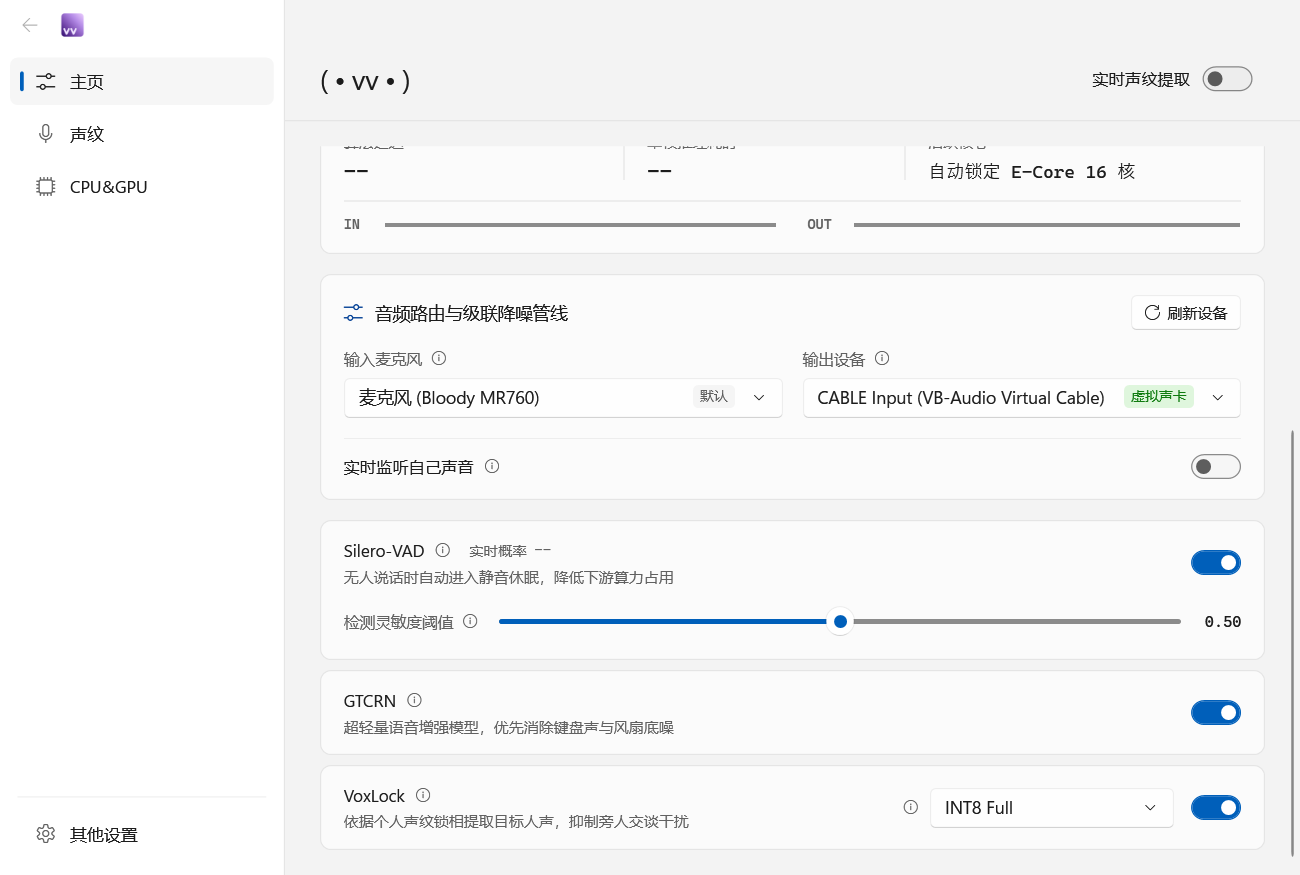 vv
主页
声纹
CPU&GPU
其他设置
( • vv • )
实时声纹提取
--
--
自动锁定 E-Core 16 核
IN
OUT
音频路由与级联降噪管线
刷新设备
输入麦克风
输出设备
麦克风 (Bloody MR760)
默认
CABLE Input (VB-Audio Virtual Cable)
虚拟声卡
实时监听自己声音
Silero-VAD
实时概率 --
无人说话时自动进入静音休眠，降低下游算力占用
检测灵敏度阈值
0.50
GTCRN
超轻量语音增强模型，优先消除键盘声与风扇底噪
VoxLock
依据个人声纹锁相提取目标人声，抑制旁人交谈干扰
INT8 Full